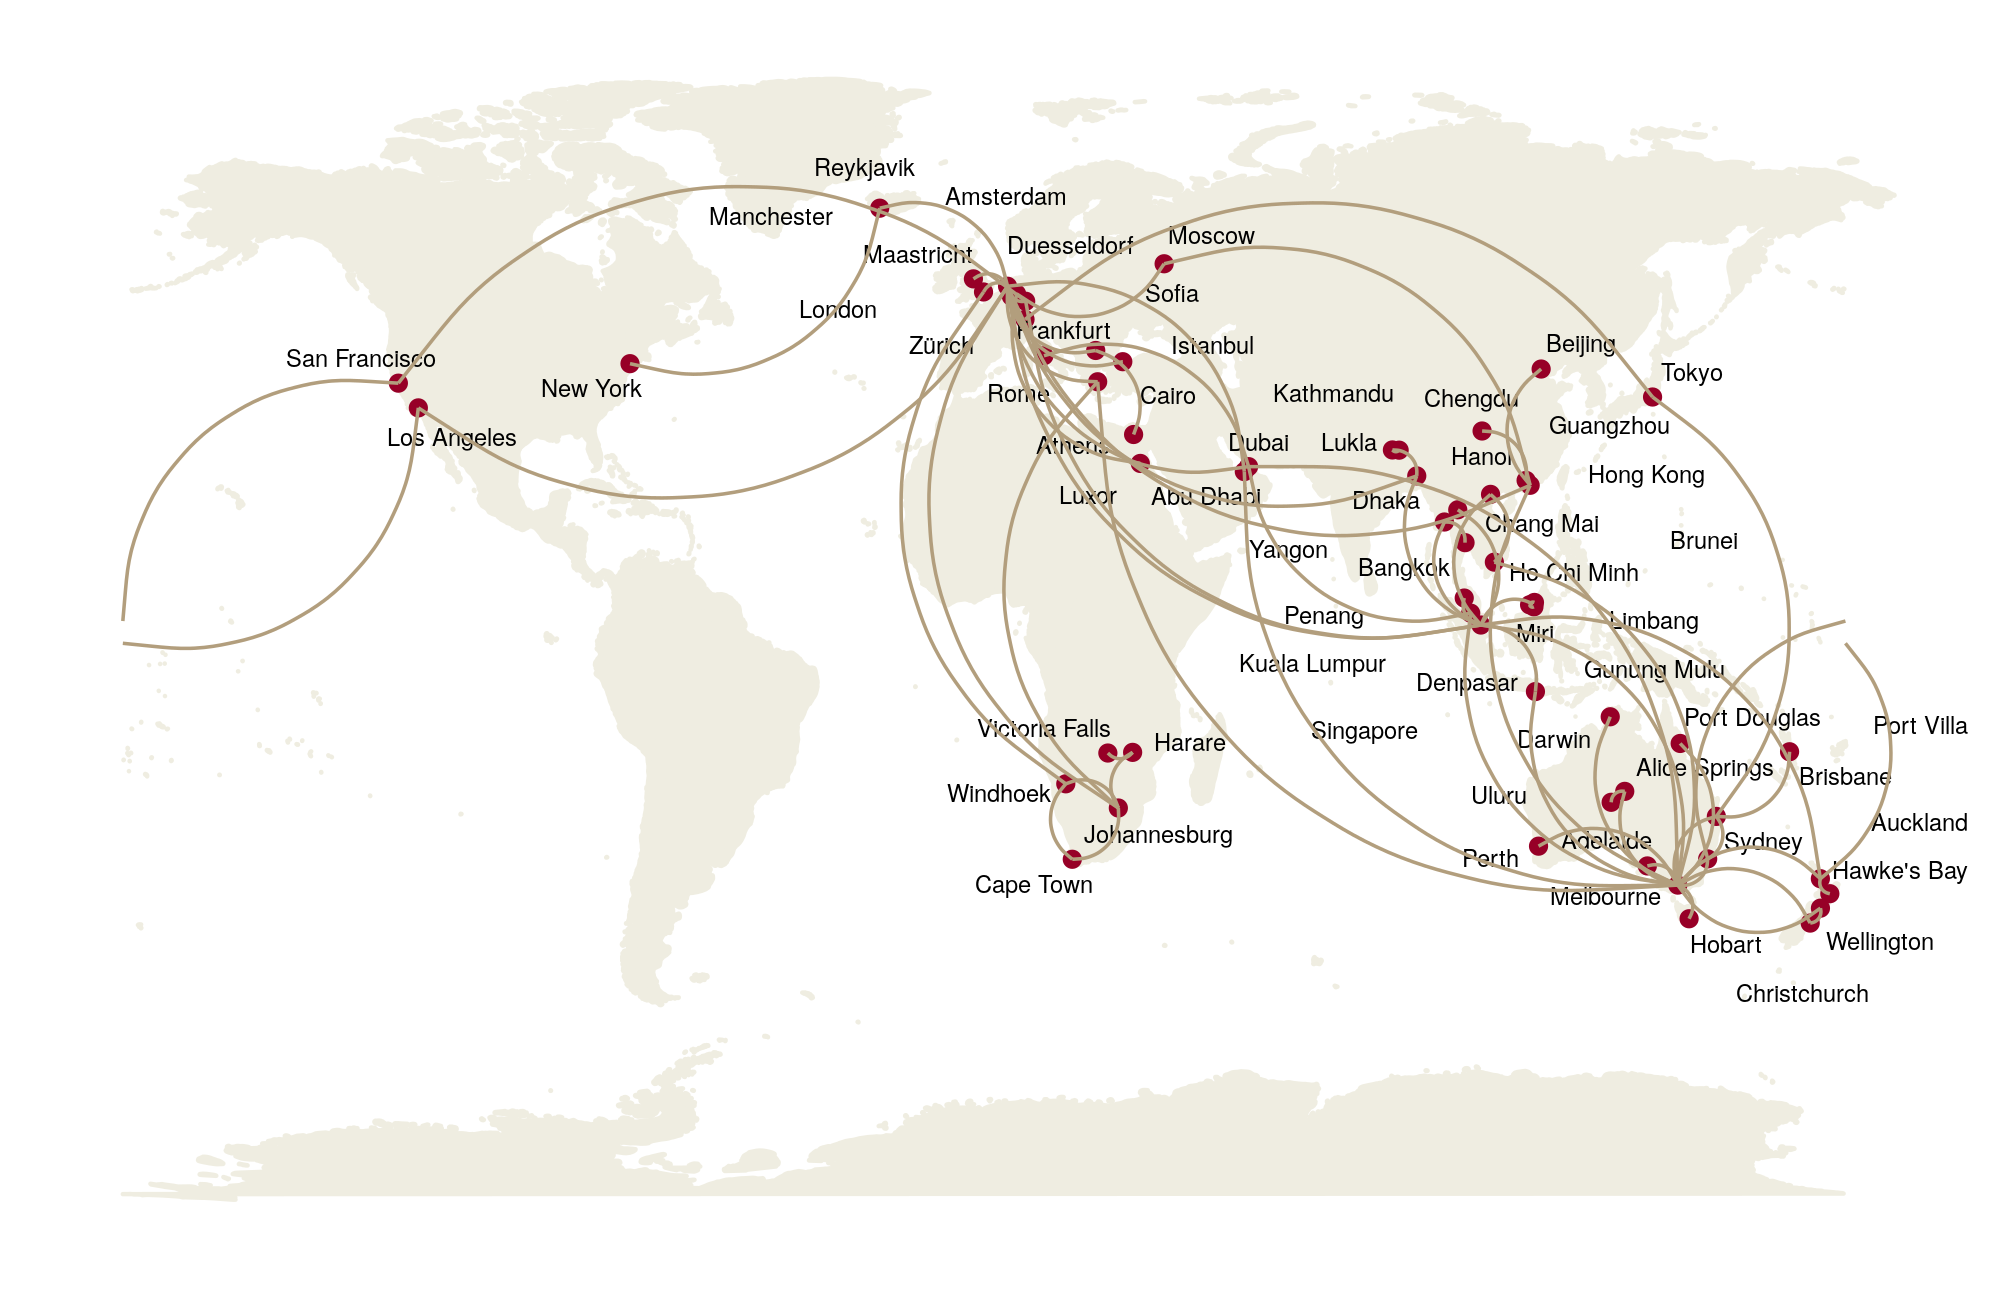 Reykjavik
Amsterdam
Manchester
Moscow
Duesseldorf
Maastricht
Sofia
London
Frankfurt
Zürich
Istanbul
Beijing
San Francisco
Tokyo
New York
Rome
Cairo
Kathmandu
Chengdu
Guangzhou
Los Angeles
Athens
Dubai
Lukla
Hanoi
Hong Kong
Luxor
Abu Dhabi
Dhaka
Chang Mai
Brunei
Yangon
Bangkok
Ho Chi Minh
Penang
Limbang
Miri
Kuala Lumpur
Gunung Mulu
Denpasar
Port Douglas
Port Villa
Victoria Falls
Singapore
Harare
Darwin
Alice Springs
Brisbane
Windhoek
Uluru
Auckland
Johannesburg
Adelaide
Sydney
Perth
Hawke's Bay
Cape Town
Melbourne
Hobart
Wellington
Christchurch